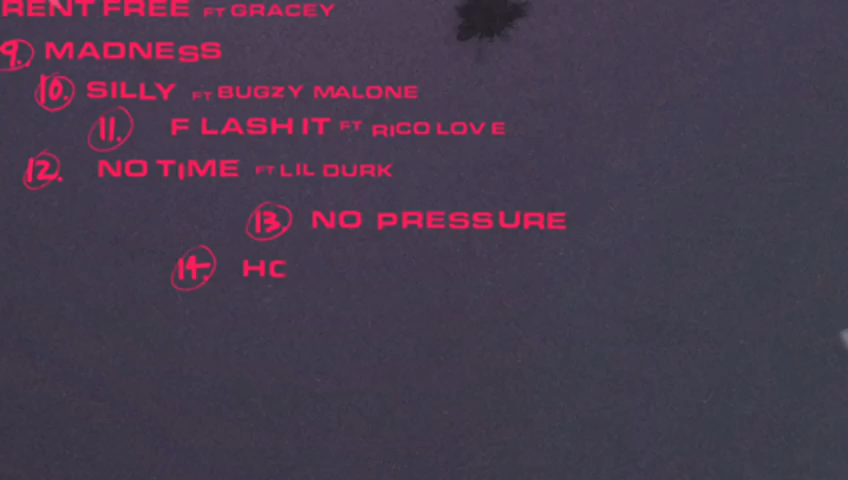 RENT FREE FT GRACEY
9. MADNESS
10. SILLY FT BUGZY MALONE
11. FLASH IT FT RICO LOVE
12. NO TIME FT LIL DURK
13. NO PRESSURE
14. HC